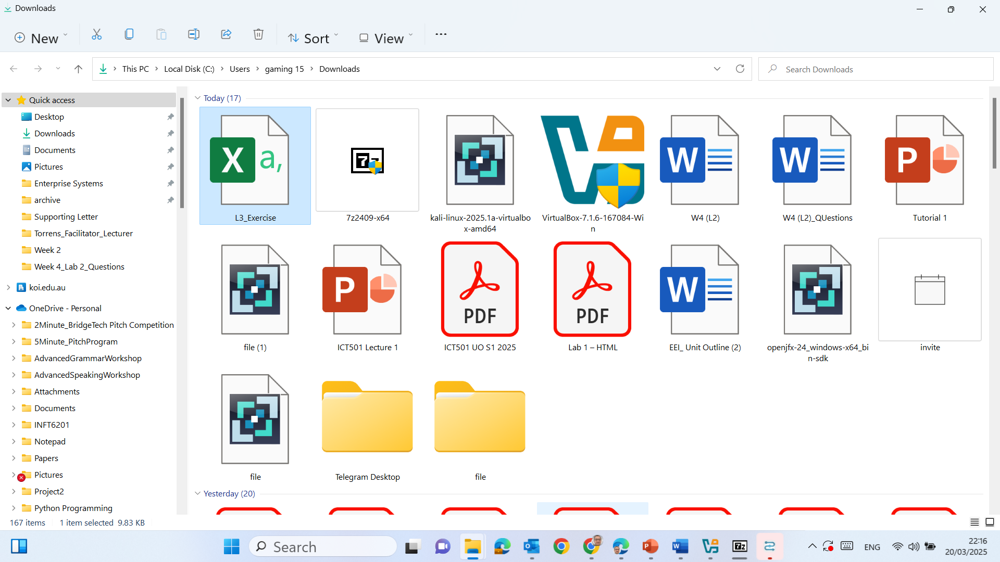 Downloads
New
Sort
View
This PC
Local Disk (C:)
Users
gaming 15
Downloads
Search Downloads
Quick access
Desktop
Downloads
Documents
Pictures
Enterprise Systems
archive
Supporting Letter
Torrens_Facilitator_Lecturer
Week 2
Week 4_Lab 2_Questions
koi.edu.au
OneDrive - Personal
2Minute_BridgeTech Pitch Competition
5Minute_PitchProgram
AdvancedGrammarWorkshop
AdvancedSpeakingWorkshop
Attachments
Documents
INFT6201
Notepad
Papers
Pictures
Project2
Python Programming
Today (17)
X a,
L3_Exercise
7z
7z2409-x64
kali-linux-2025.1a-virtualbo
x-amd64
VirtualBox-7.1.6-167084-Wi
n
W
W4 (L2)
W
W4 (L2)_QUestions
P
Tutorial 1
file (1)
P
ICT501 Lecture 1
PDF
ICT501 UO S1 2025
PDF
Lab 1 – HTML
W
EEI_ Unit Outline (2)
openjfx-24_windows-x64_bi
n-sdk
invite
file
Telegram Desktop
file
Yesterday (20)
167 items
1 item selected 9.83 KB
Search
P
W
7z
ENG
22:16
20/03/2025